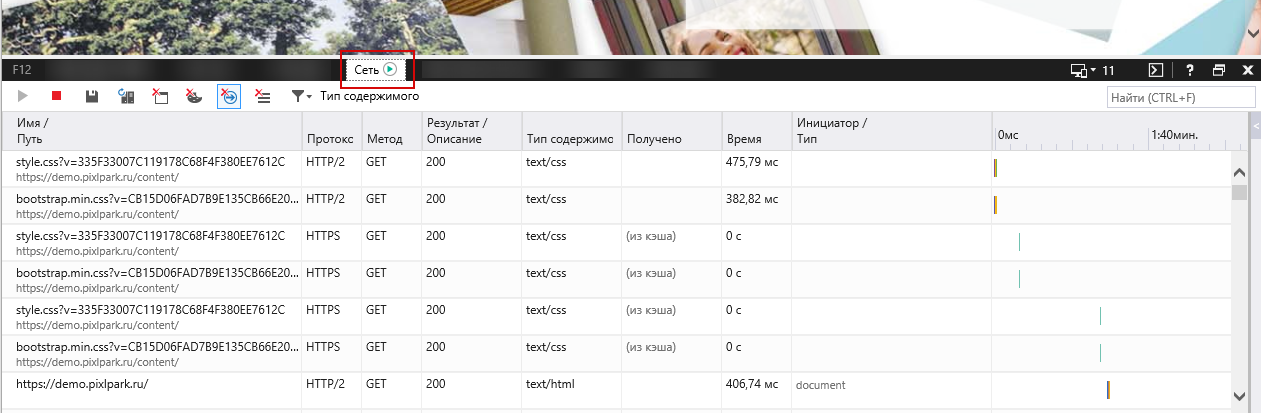 F12
Сеть
11
?
Тип содержимого
Найти (CTRL+F)
Имя / Путь Протокс Метод Результат / Описание Тип содержимо Получено Время Инициатор / Тип 0мс 1:40мин.
style.css?v=335F33007C119178C68F4F380EE7612C HTTP/2 GET 200 text/css 475,79 мс
https://demo.pixlpark.ru/content/
bootstrap.min.css?v=CB15D06FAD7B9E135CB66E20... HTTP/2 GET 200 text/css 382,82 мс
https://demo.pixlpark.ru/content/
style.css?v=335F33007C119178C68F4F380EE7612C HTTPS GET 200 text/css (из кэша) 0 с
https://demo.pixlpark.ru/content/
bootstrap.min.css?v=CB15D06FAD7B9E135CB66E20... HTTPS GET 200 text/css (из кэша) 0 с
https://demo.pixlpark.ru/content/
style.css?v=335F33007C119178C68F4F380EE7612C HTTPS GET 200 text/css (из кэша) 0 с
https://demo.pixlpark.ru/content/
bootstrap.min.css?v=CB15D06FAD7B9E135CB66E20... HTTPS GET 200 text/css (из кэша) 0 с
https://demo.pixlpark.ru/content/
https://demo.pixlpark.ru/ HTTP/2 GET 200 text/html 406,74 мс document